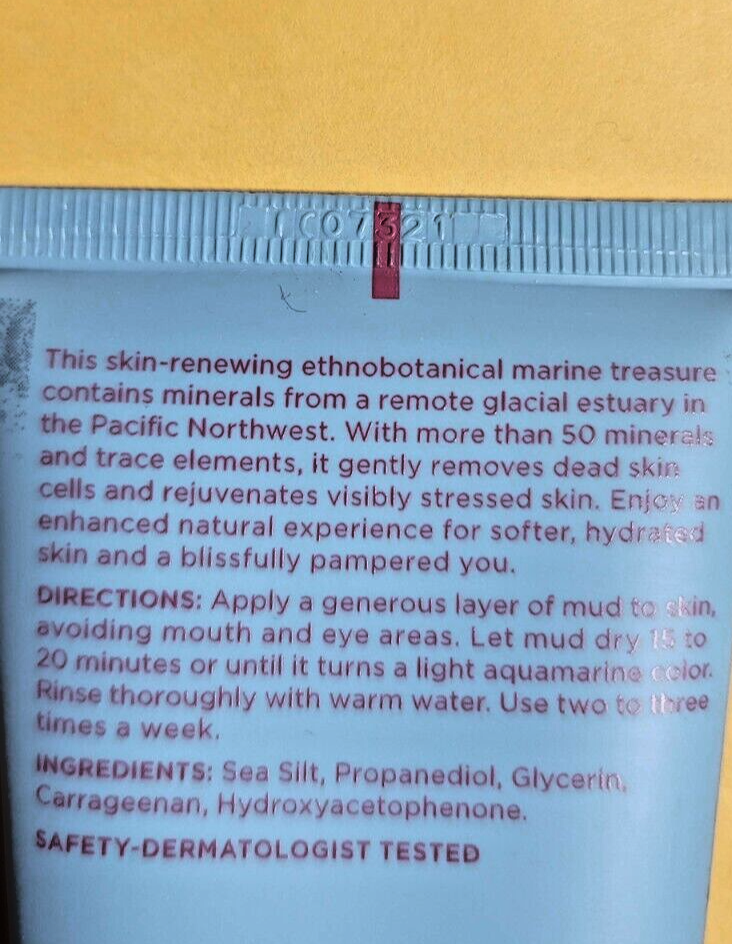 This skin-renewing ethnobotanical marine treasure
contains minerals from a remote glacial estuary in
the Pacific Northwest. With more than 50 minerals
and trace elements, it gently removes dead skin
cells and rejuvenates visibly stressed skin. Enjoy an
enhanced natural experience for softer, hydrated
skin and a blissfully pampered you.
DIRECTIONS: Apply a generous layer of mud to skin,
avoiding mouth and eye areas. Let mud dry 15 to
20 minutes or until it turns a light aquamarine color.
Rinse thoroughly with warm water. Use two to three
times a week.
INGREDIENTS: Sea Silt, Propanediol, Glycerin,
Carrageenan, Hydroxyacetophenone.
SAFETY-DERMATOLOGIST TESTED